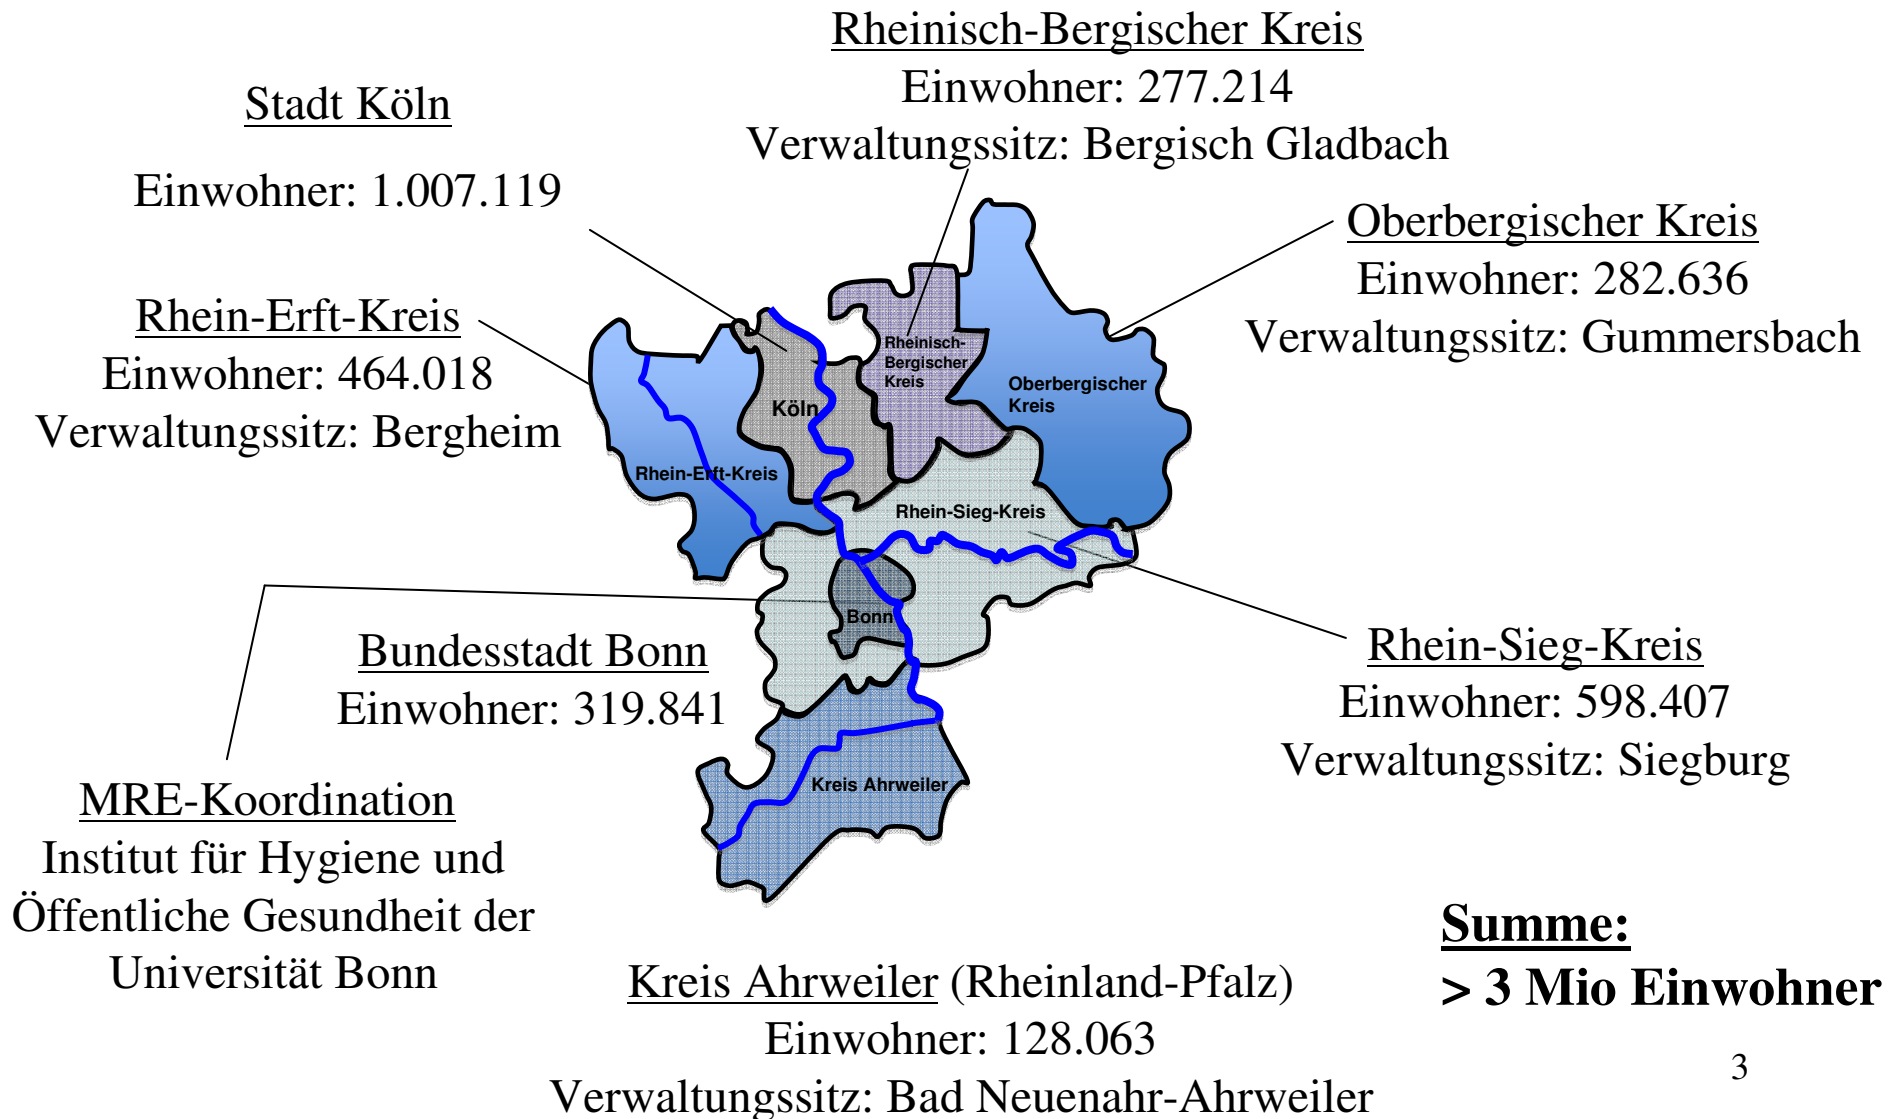 Rheinisch-Bergischer Kreis
Einwohner: 277.214
Verwaltungssitz: Bergisch Gladbach
Stadt Köln
Einwohner: 1.007.119
Oberbergischer Kreis
Einwohner: 282.636
Verwaltungssitz: Gummersbach
Rhein-Erft-Kreis
Einwohner: 464.018
Verwaltungssitz: Bergheim
Rheinisch-
Bergischer
Kreis
Oberbergischer
Kreis
Köln
Rhein-Erft-Kreis
Rhein-Sieg-Kreis
Bonn
Kreis Ahrweiler
Bundesstadt Bonn
Einwohner: 319.841
Rhein-Sieg-Kreis
Einwohner: 598.407
Verwaltungssitz: Siegburg
MRE-Koordination
Institut für Hygiene und
Öffentliche Gesundheit der
Universität Bonn
Kreis Ahrweiler (Rheinland-Pfalz)
Einwohner: 128.063
Verwaltungssitz: Bad Neuenahr-Ahrweiler
Summe:
> 3 Mio Einwohner
3